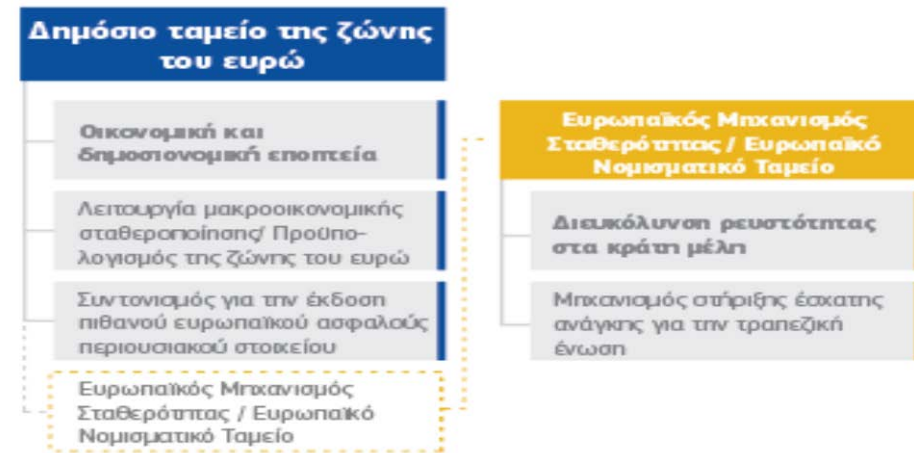 Δημόσιο ταμείο της ζώνης
του ευρώ
Οικονομική και
δημοσιονομική εποπτεία
Λειτουργία μακροοικονομικής
σταθεροποίησης/ Προϋπο-
λογισμός της ζώνης του ευρώ
Συντονισμός για την έκδοση
πιθανού ευρωπαϊκού ασφαλούς
περιουσιακού στοιχείου
Ευρωπαϊκός Μηχανισμός
Σταθερότητας / Ευρωπαϊκό
Νομισματικό Ταμείο
Ευρωπαϊκός Μηχανισμός
Σταθερότητας / Ευρωπαϊκό
Νομισματικό Ταμείο
Διευκόλυνση ρευστότητας
στα κράτη μέλη
Μηχανισμός στήριξης έσχατης
ανάγκης για την τραπεζική
ένωση